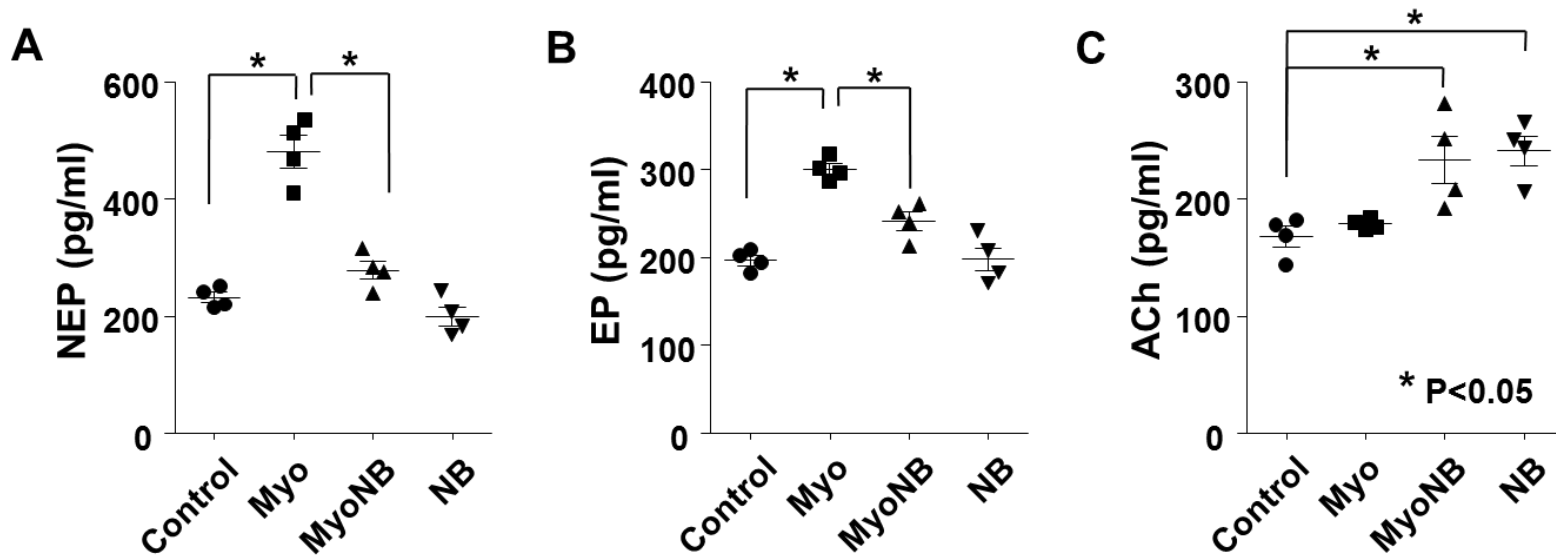 A
NEP (pg/ml)
600
400
200
0
* *
Control
Myo
MyoNB
NB
B
EP (pg/ml)
400
300
200
100
0
* *
Control
Myo
MyoNB
NB
C
ACh (pg/ml)
300
200
100
0
*
*
* P<0.05
Control
Myo
MyoNB
NB